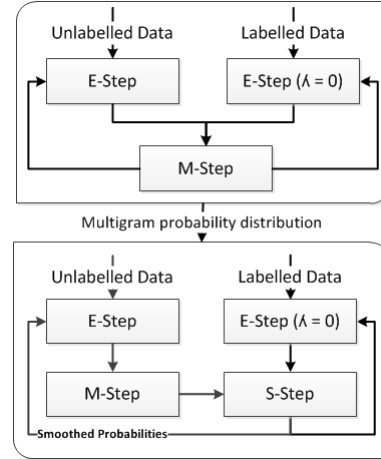 Unlabelled Data
Labelled Data
E-Step
E-Step (ʎ = 0)
M-Step
Multigram probability distribution
Unlabelled Data
Labelled Data
E-Step
E-Step (ʎ = 0)
M-Step
S-Step
Smoothed Probabilities